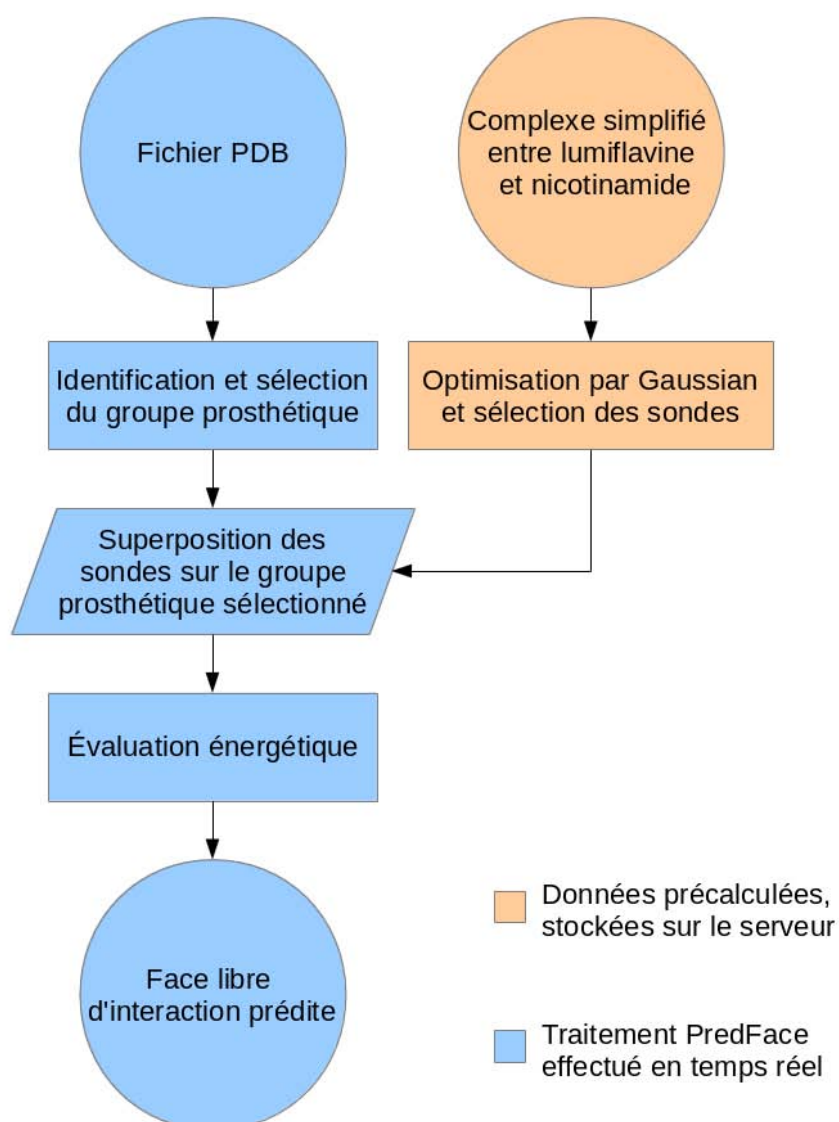 Fichier PDB
Complexe simplifié
entre lumiflavine
et nicotinamide
Identification et sélection
du groupe prosthétique
Optimisation par Gaussian
et sélection des sondes
Superposition des
sondes sur le groupe
prosthétique sélectionné
Évaluation énergétique
Face libre
d'interaction prédite
Données précalculées,
stockées sur le serveur
Traitement PredFace
effectué en temps réel